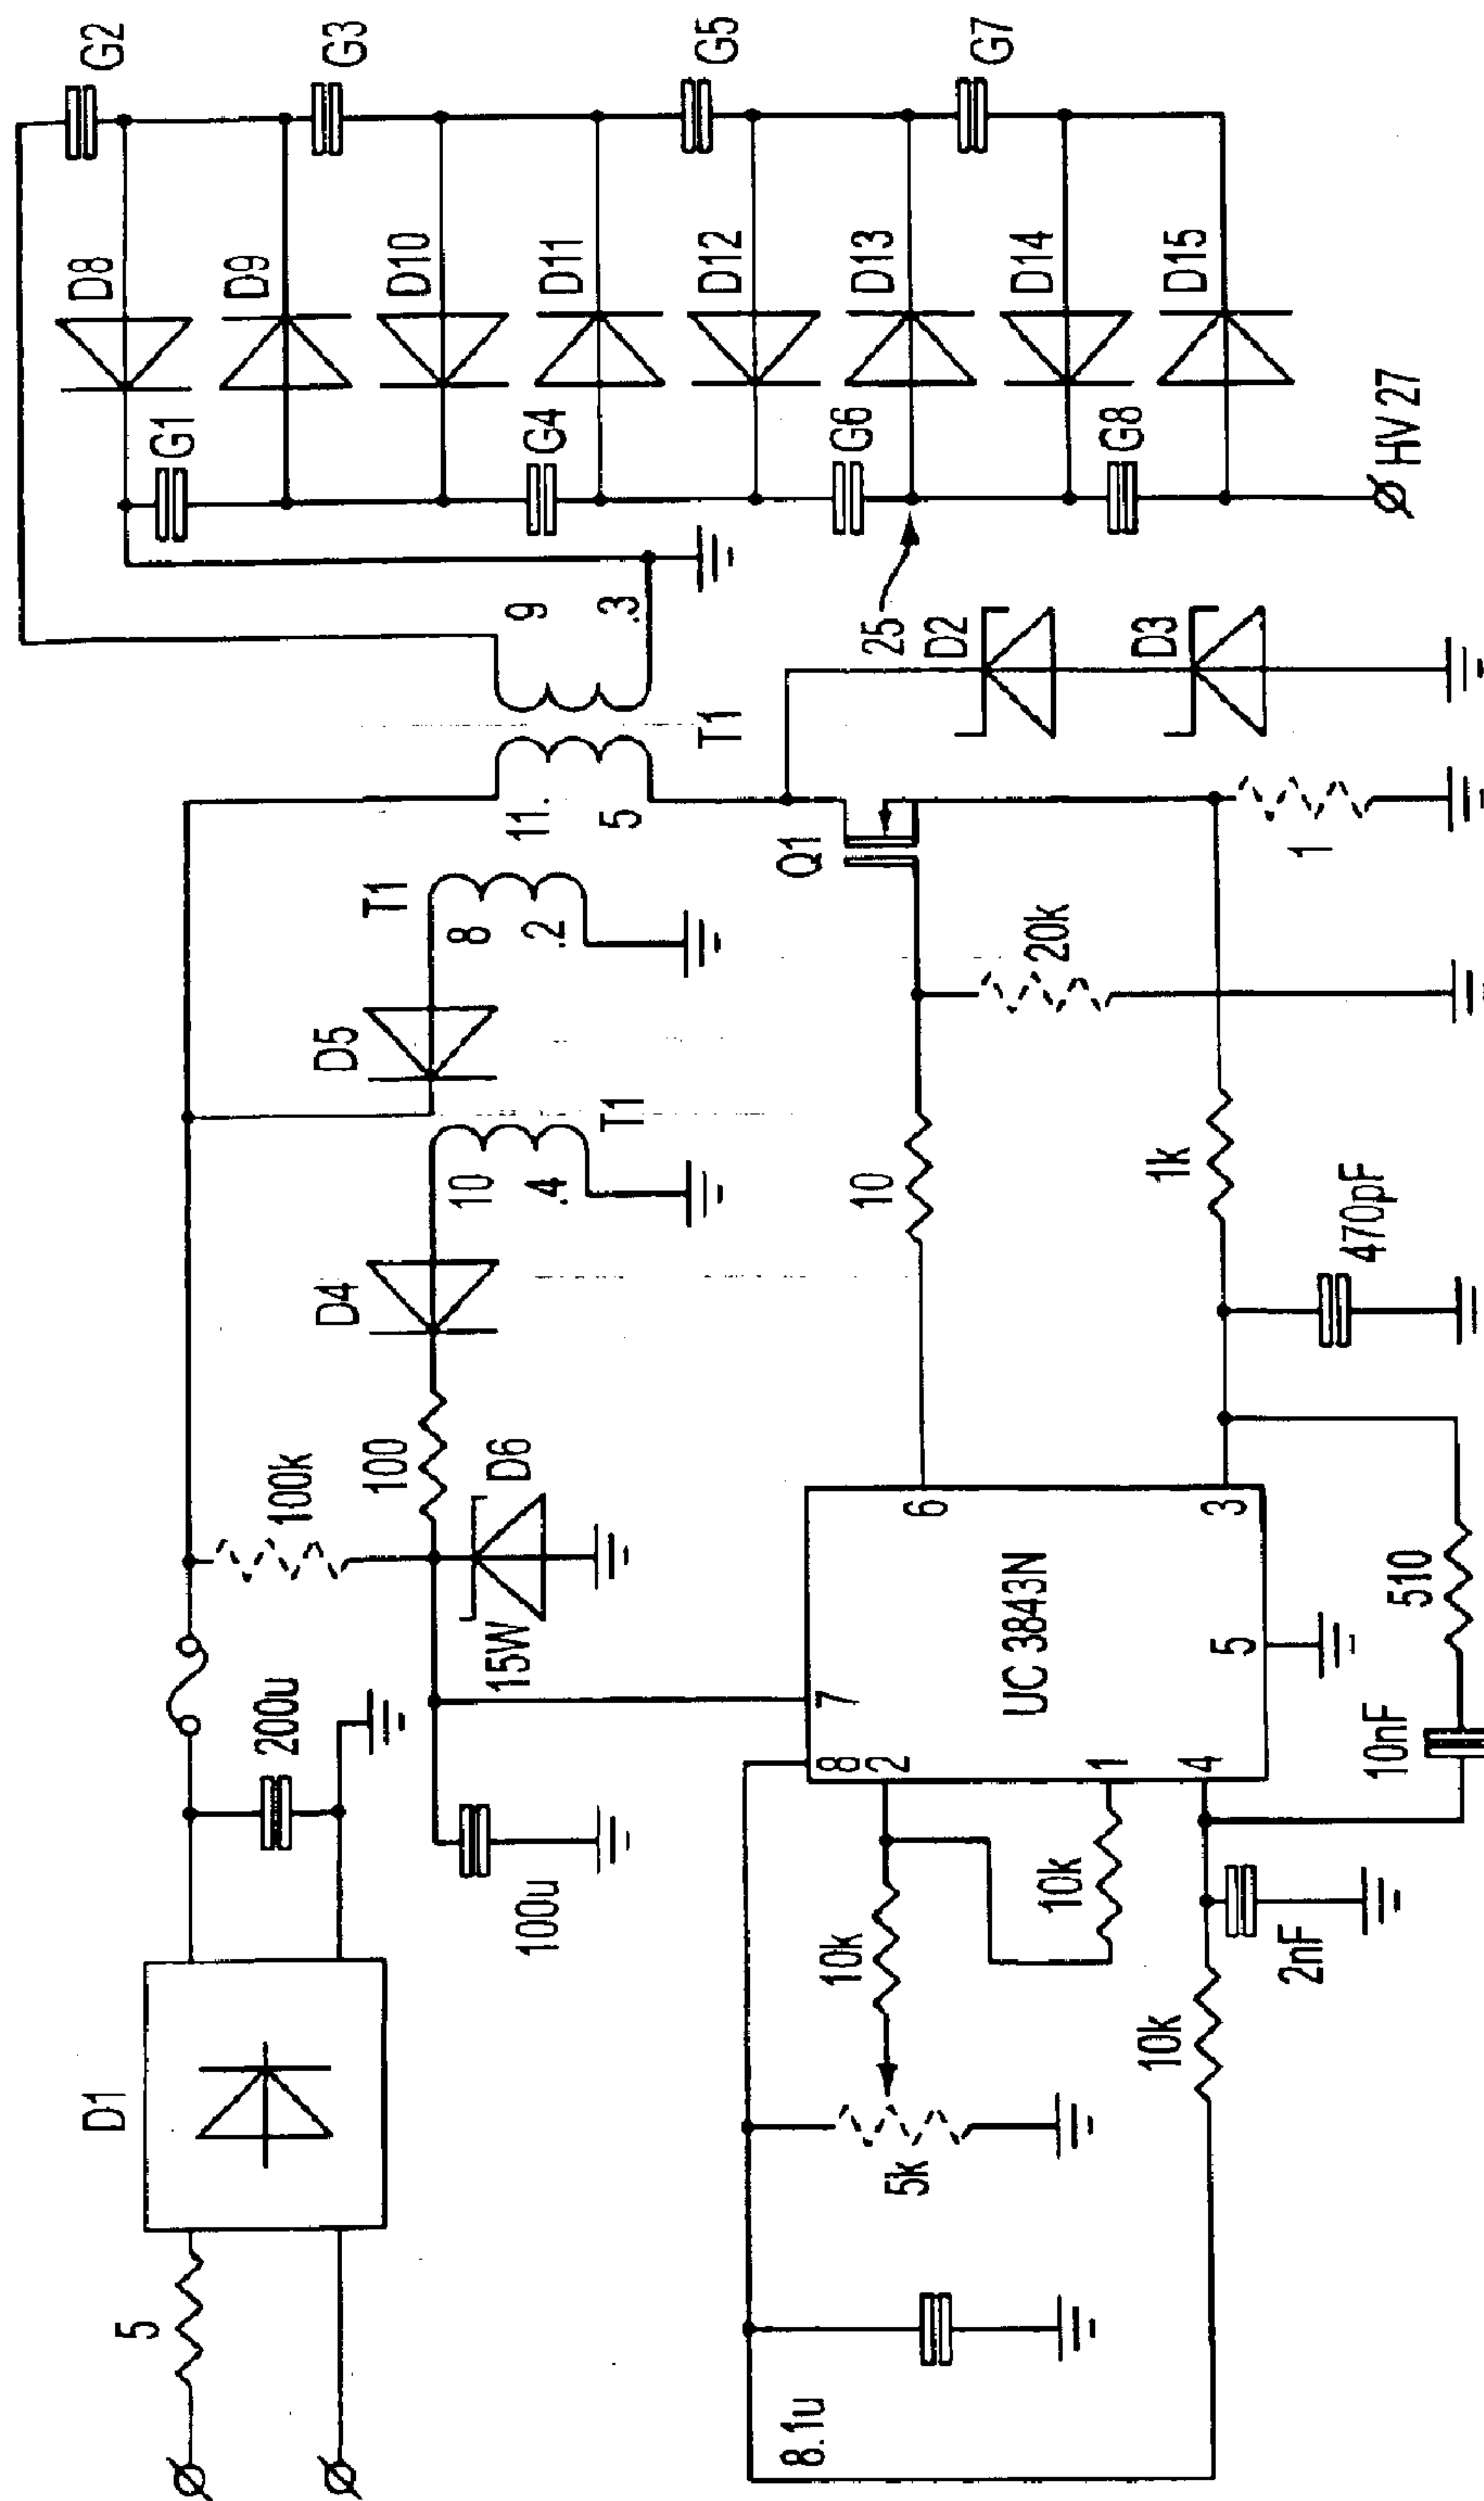 D1
5
200u
100k
D4
D5
T1
T1
100
10
.4
8
.2
15W
D6
100u
11.
5
T1
9
.3
G2
D8
G1
D9
G3
D10
G4
D11
G5
D12
G6
D13
G7
D14
G8
D15
HV 27
25
D2
D3
Q1
1
20k
10
1k
470pF
7
8
2
1
4
5
6
3
UC 3843N
10k
10k
10k
5k
8.1u
2nF
10nF
510